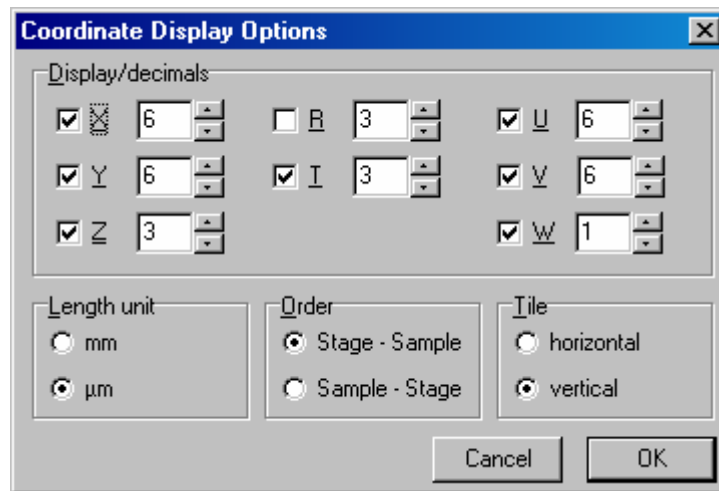 Coordinate Display Options
Display/decimals
X 6 R 3 U 6
Y 6 T 3 V 6
Z 3 W 1
Length unit Order Tile
mm Stage - Sample horizontal
µm Sample - Stage vertical
Cancel OK